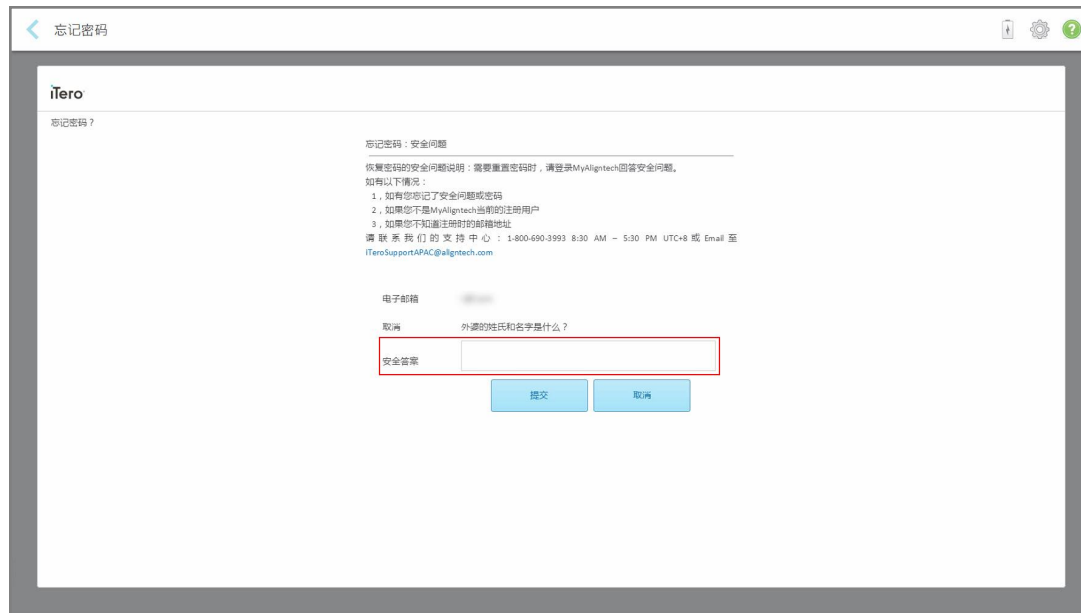 忘记密码
?
iTero
忘记密码？
忘记密码：安全问题
恢复密码的安全问题说明：需要重置密码时，请登录MyAligntech回答安全问题。
如有以下情况：
1，如有您忘记了安全问题或密码
2，如果您不是MyAligntech当前的注册用户
3，如果您不知道注册时的邮箱地址
请联系我们的支持中心：1-800-690-3993 8:30 AM – 5:30 PM UTC+8 或 Email 至
iTeroSupportAPAC@aligntech.com
电子邮箱
取消 外婆的姓氏和名字是什么？
安全答案
提交 取消